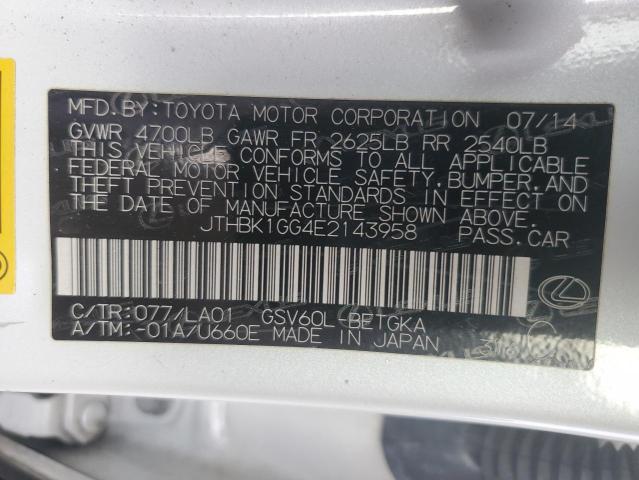 MFD. BY: TOYOTA MOTOR CORPORATION 07/14
GVWR 4700LB GAWR FR 2625LB RR 2540LB
THIS VEHICLE CONFORMS TO ALL APPLICABLE
FEDERAL MOTOR VEHICLE SAFETY, BUMPER, AND
THEFT PREVENTION STANDARDS IN EFFECT ON
THE DATE OF MANUFACTURE SHOWN ABOVE.
JTHBK1GG4E2143958 PASS. CAR
C/TR: 077/LA01 GSV60L-BETGKA
A/TM: -01A/U660E MADE IN JAPAN